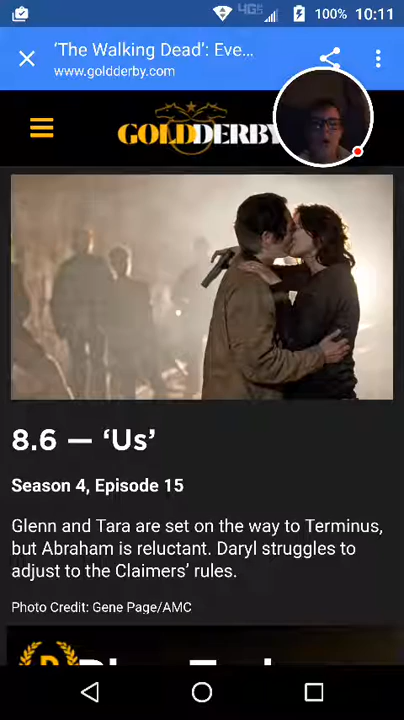 4G
100%
10:11
'The Walking Dead': Eve…
www.goldderby.com
GOLDDERBY
8.6 — 'Us'
Season 4, Episode 15
Glenn and Tara are set on the way to Terminus,
but Abraham is reluctant. Daryl struggles to
adjust to the Claimers' rules.
Photo Credit: Gene Page/AMC